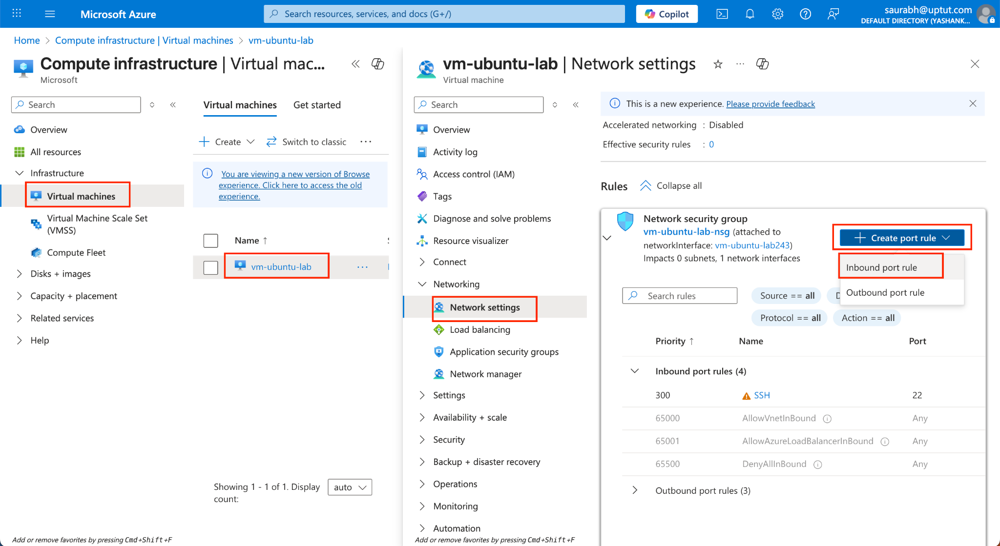 Microsoft Azure
Search resources, services, and docs (G+/)
Copilot
saurabh@uptut.com
DEFAULT DIRECTORY (YASHANK...
Home > Compute infrastructure | Virtual machines > vm-ubuntu-lab
Compute infrastructure | Virtual mac...
Microsoft
Search
Overview
All resources
Infrastructure
Virtual machines
Virtual Machine Scale Set
(VMSS)
Compute Fleet
Disks + images
Capacity + placement
Related services
Help
Add or remove favorites by pressing Cmd+Shift+F
Virtual machines
Get started
Create
Switch to classic
You are viewing a new version of Browse
experience. Click here to access the old
experience.
Name ↑
vm-ubuntu-lab
Showing 1 - 1 of 1. Display
count:
auto
vm-ubuntu-lab | Network settings
Virtual machine
Search
Overview
Activity log
Access control (IAM)
Tags
Diagnose and solve problems
Resource visualizer
Connect
Networking
Network settings
Load balancing
Application security groups
Network manager
Settings
Availability + scale
Security
Backup + disaster recovery
Operations
Monitoring
Automation
Add or remove favorites by pressing Cmd+Shift+F
This is a new experience. Please provide feedback
Accelerated networking : Disabled
Effective security rules : 0
Rules
Collapse all
Network security group
vm-ubuntu-lab-nsg (attached to
networkInterface: vm-ubuntu-lab243)
Impacts 0 subnets, 1 network interfaces
Create port rule
Inbound port rule
Outbound port rule
Search rules
Source == all
Protocol == all
Action == all
Priority ↑ Name Port
Inbound port rules (4)
300 SSH 22
65000 AllowVnetInBound Any
65001 AllowAzureLoadBalancerInBound Any
65500 DenyAllInBound Any
Outbound port rules (3)